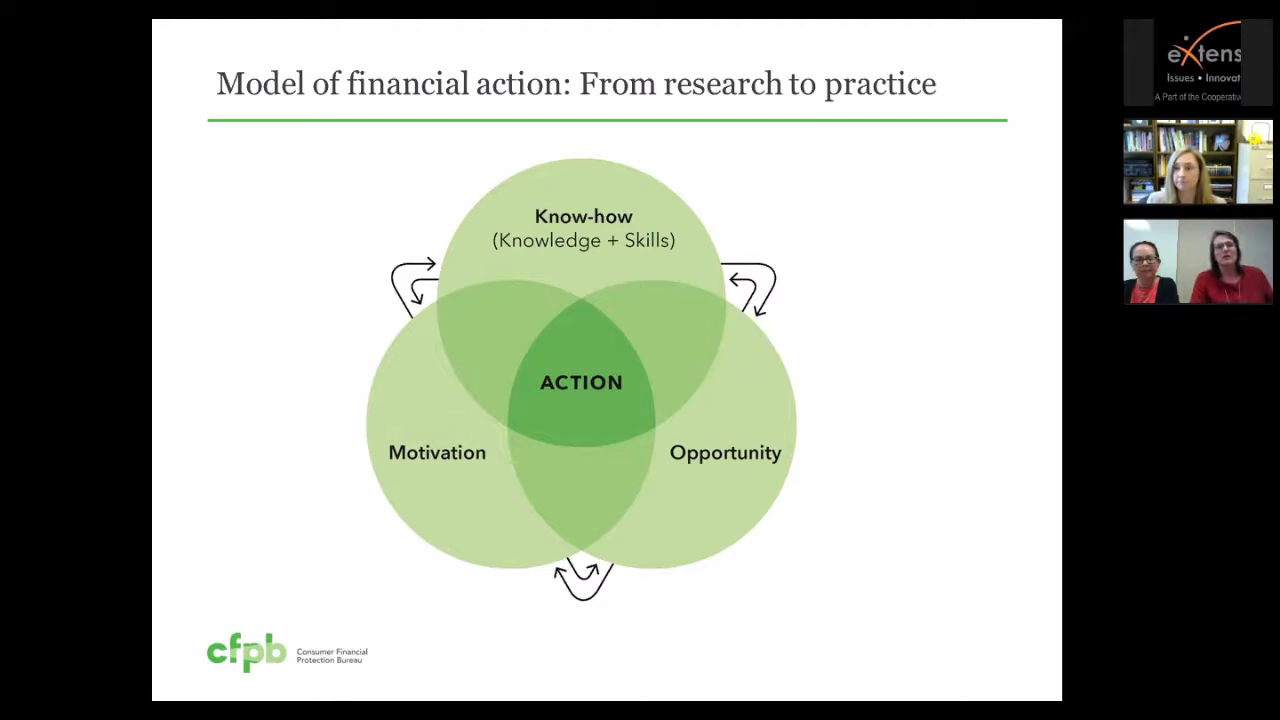 Model of financial action: From research to practice
Know-how
(Knowledge + Skills)
ACTION
Motivation
Opportunity
cfpb
Consumer Financial
Protection Bureau
eXtens
Issues • Innovat
A Part of the Cooperative